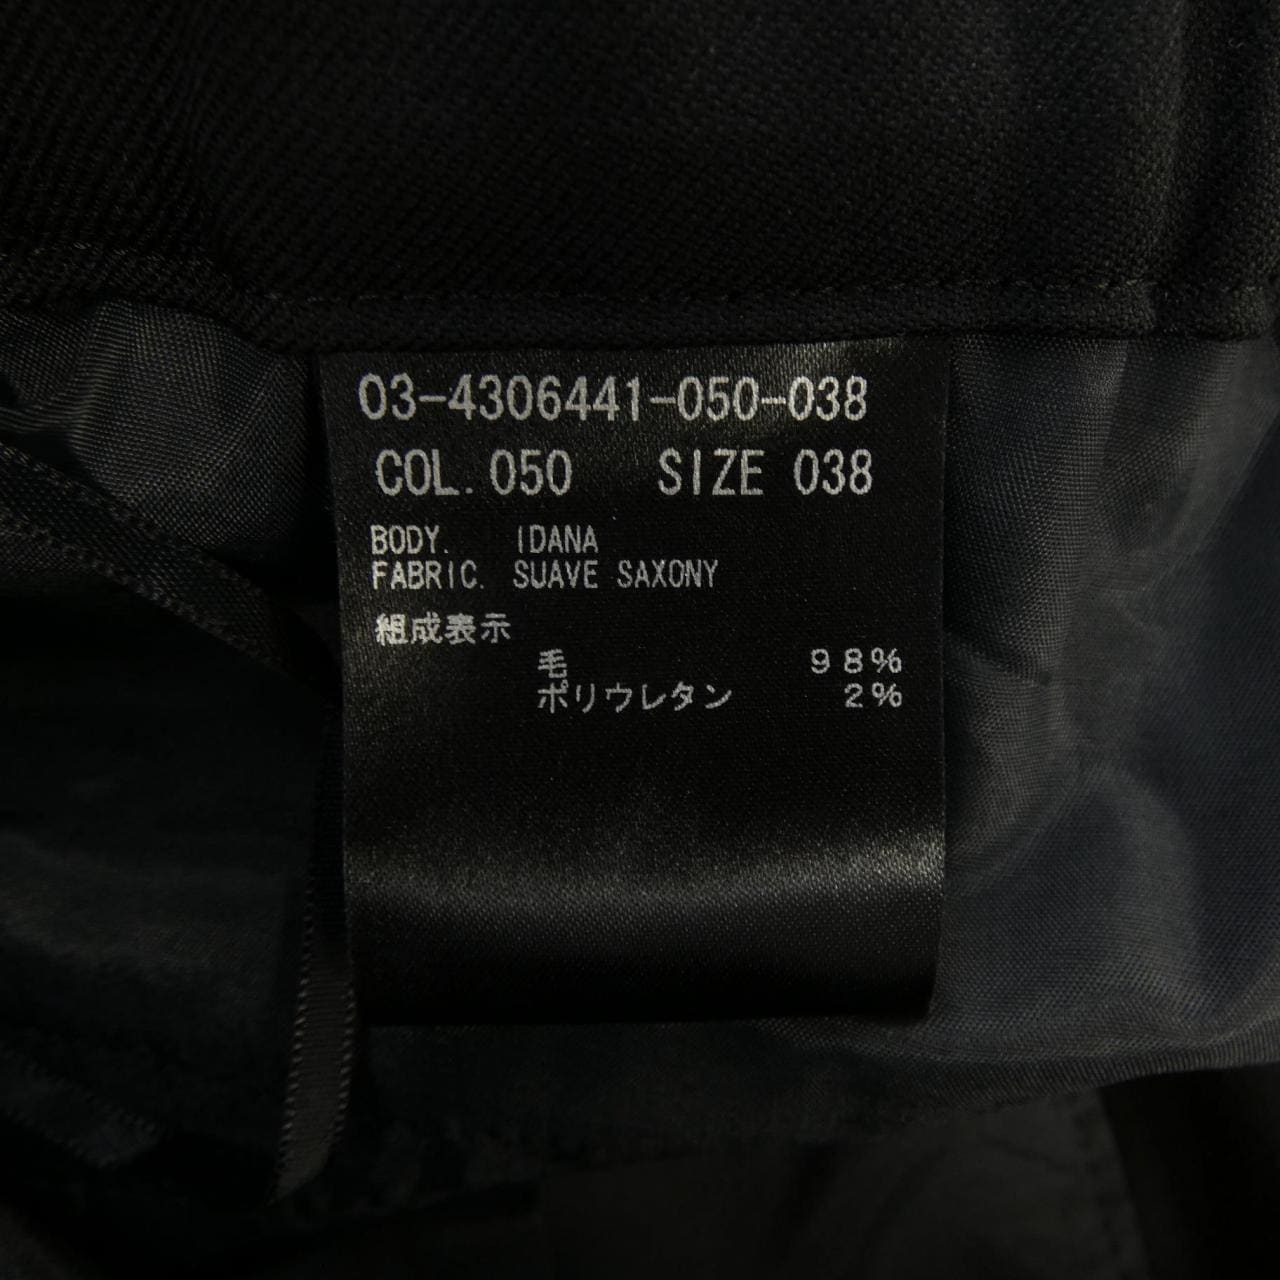 03-4306441-050-038
COL. 050 SIZE 038
BODY. IDANA
FABRIC. SUAVE SAXONY
組成表示
毛 98%
ポリウレタン 2%